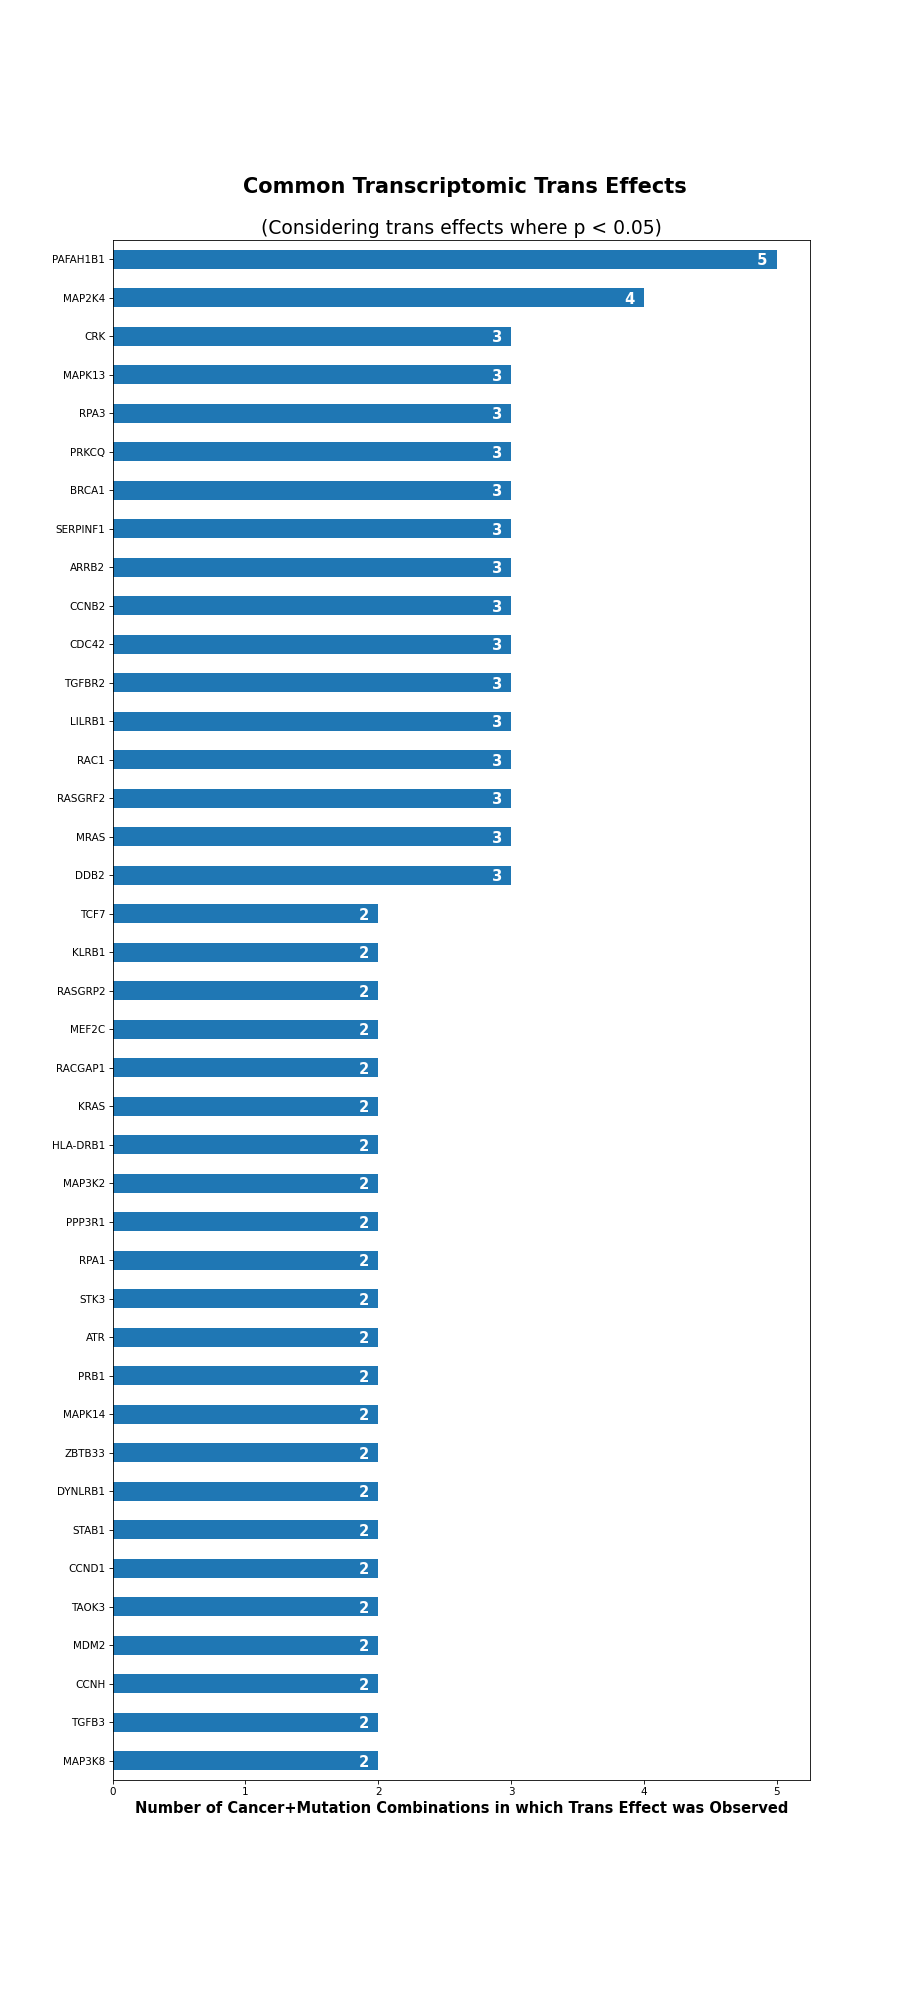 Common Transcriptomic Trans Effects
(Considering trans effects where p < 0.05)
PAFAH1B1 5
MAP2K4 4
CRK 3
MAPK13 3
RPA3 3
PRKCQ 3
BRCA1 3
SERPINF1 3
ARRB2 3
CCNB2 3
CDC42 3
TGFBR2 3
LILRB1 3
RAC1 3
RASGRF2 3
MRAS 3
DDB2 3
TCF7 2
KLRB1 2
RASGRP2 2
MEF2C 2
RACGAP1 2
KRAS 2
HLA-DRB1 2
MAP3K2 2
PPP3R1 2
RPA1 2
STK3 2
ATR 2
PRB1 2
MAPK14 2
ZBTB33 2
DYNLRB1 2
STAB1 2
CCND1 2
TAOK3 2
MDM2 2
CCNH 2
TGFB3 2
MAP3K8 2
0 1 2 3 4 5
Number of Cancer+Mutation Combinations in which Trans Effect was Observed